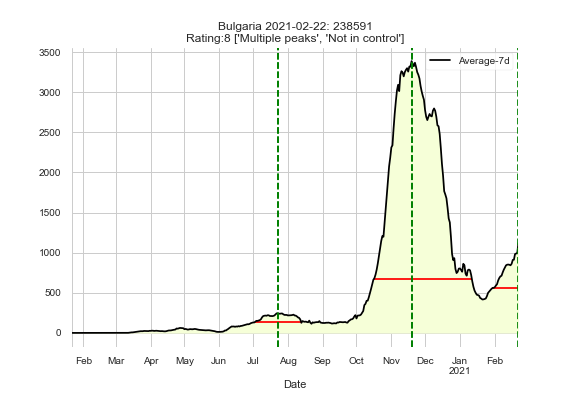 Bulgaria 2021-02-22: 238591
Rating:8 ['Multiple peaks', 'Not in control']
Average-7d
3500
3000
2500
2000
1500
1000
500
0
Feb Mar Apr May Jun Jul Aug Sep Oct Nov Dec Jan Feb
2021
Date